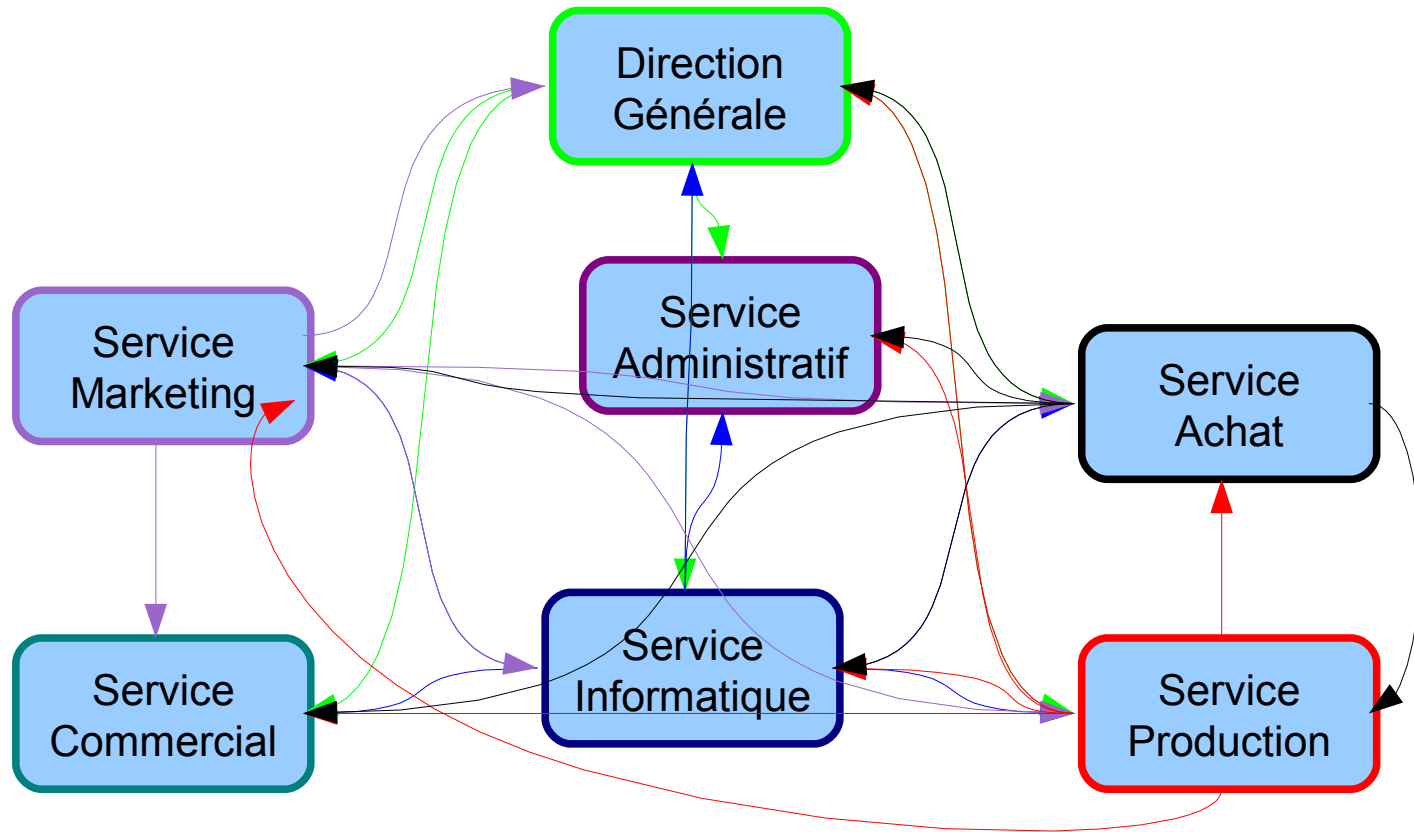 Direction
Générale
Service
Administratif
Service
Marketing
Service
Achat
Service
Informatique
Service
Commercial
Service
Production